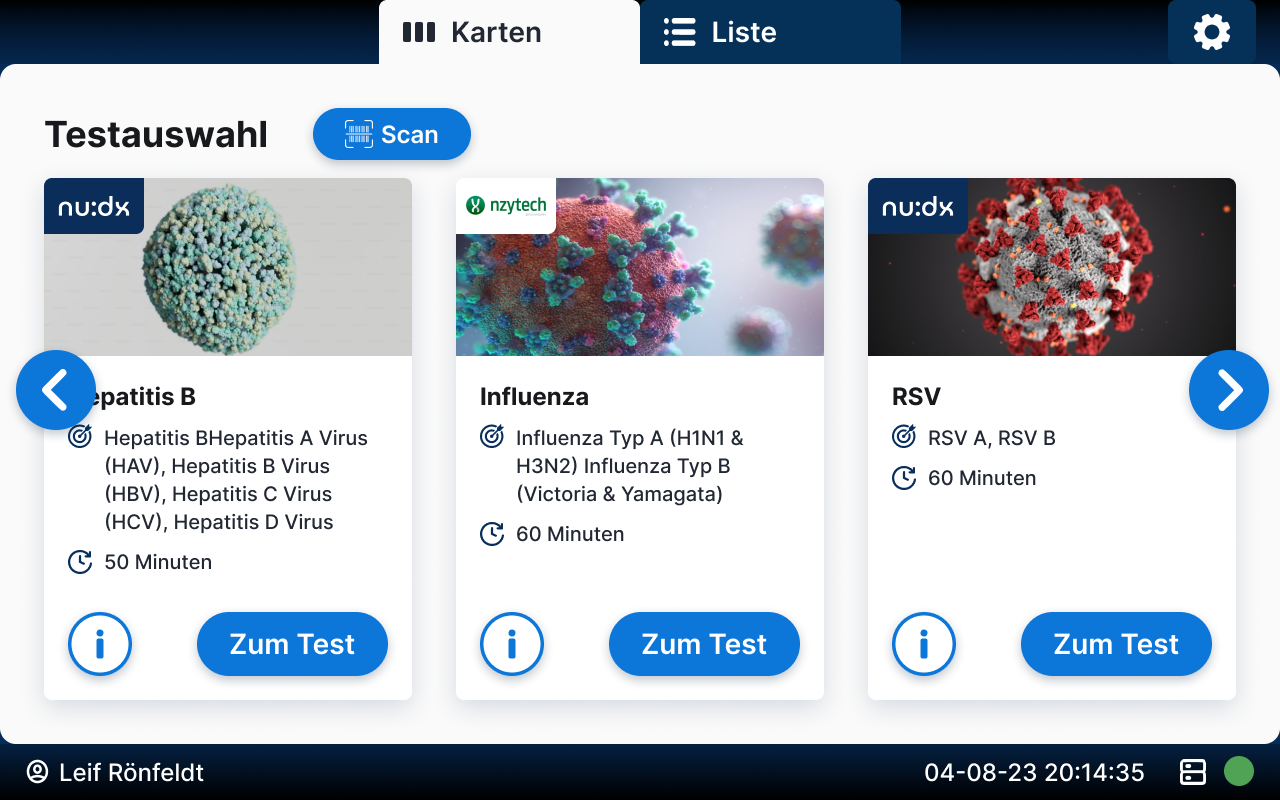 Karten
Liste
Testauswahl
Scan
nu:dx
epatitis B
Hepatitis BHepatitis A Virus
(HAV), Hepatitis B Virus
(HBV), Hepatitis C Virus
(HCV), Hepatitis D Virus
50 Minuten
Zum Test
nzytech
Influenza
Influenza Typ A (H1N1 &
H3N2) Influenza Typ B
(Victoria & Yamagata)
60 Minuten
Zum Test
nu:dx
RSV
RSV A, RSV B
60 Minuten
Zum Test
Leif Rönfeldt
04-08-23 20:14:35